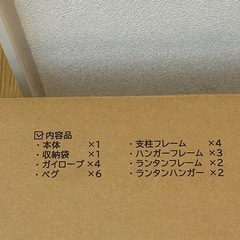 内容品
・本体 ×1
・収納袋 ×1
・ガイロープ ×4
・ペグ ×6
・支柱フレーム ×4
・ハンガーフレーム ×3
・ランタンフレーム ×2
・ランタンハンガー ×2